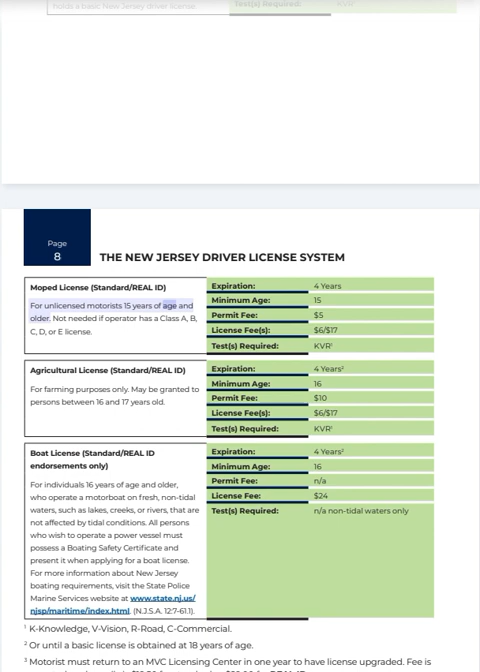 holds a basic New Jersey driver license.
Test(s) Required:
KVR¹
Page
8
THE NEW JERSEY DRIVER LICENSE SYSTEM
Moped License (Standard/REAL ID)
For unlicensed motorists 15 years of age and
older. Not needed if operator has a Class A, B,
C, D, or E license.
Expiration: 4 Years
Minimum Age: 15
Permit Fee: $5
License Fee(s): $6/$17
Test(s) Required: KVR¹
Agricultural License (Standard/REAL ID)
For farming purposes only. May be granted to
persons between 16 and 17 years old.
Expiration: 4 Years²
Minimum Age: 16
Permit Fee: $10
License Fee(s): $6/$17
Test(s) Required: KVR¹
Boat License (Standard/REAL ID
endorsements only)
For individuals 16 years of age and older,
who operate a motorboat on fresh, non-tidal
waters, such as lakes, creeks, or rivers, that are
not affected by tidal conditions. All persons
who wish to operate a power vessel must
possess a Boating Safety Certificate and
present it when applying for a boat license.
For more information about New Jersey
boating requirements, visit the State Police
Marine Services website at www.state.nj.us/
njsp/maritime/index.html. (N.J.S.A. 12:7-61.1).
Expiration: 4 Years²
Minimum Age: 16
Permit Fee: n/a
License Fee: $24
Test(s) Required: n/a non-tidal waters only
¹ K-Knowledge, V-Vision, R-Road, C-Commercial.
² Or until a basic license is obtained at 18 years of age.
³ Motorist must return to an MVC Licensing Center in one year to have license upgraded. Fee is